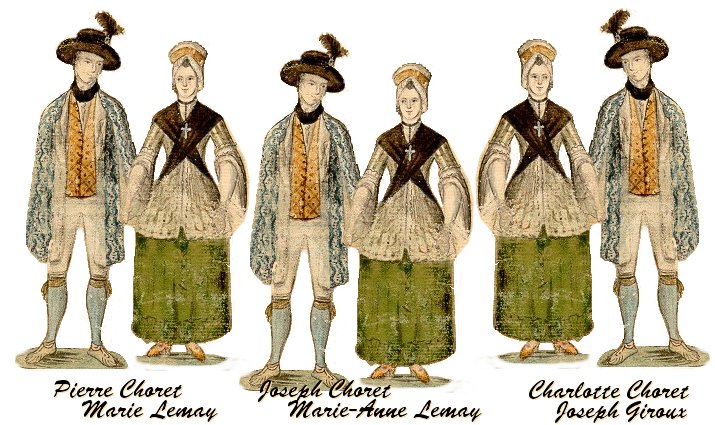 Pierre Choret
Marie Lemay
Joseph Choret
Marie-Anne Lemay
Charlotte Choret
Joseph Giroux